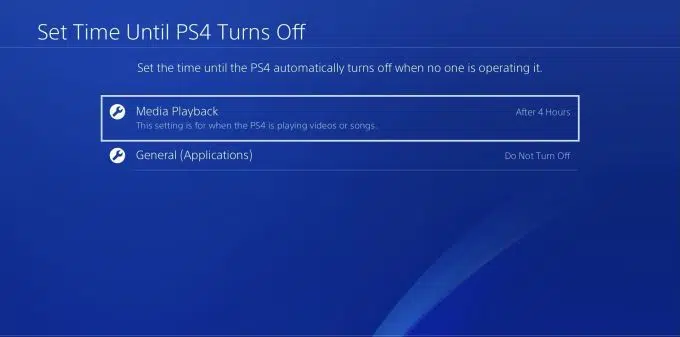 Set Time Until PS4 Turns Off
Set the time until the PS4 automatically turns off when no one is operating it.
Media Playback
After 4 Hours
This setting is for when the PS4 is playing videos or songs.
General (Applications)
Do Not Turn Off